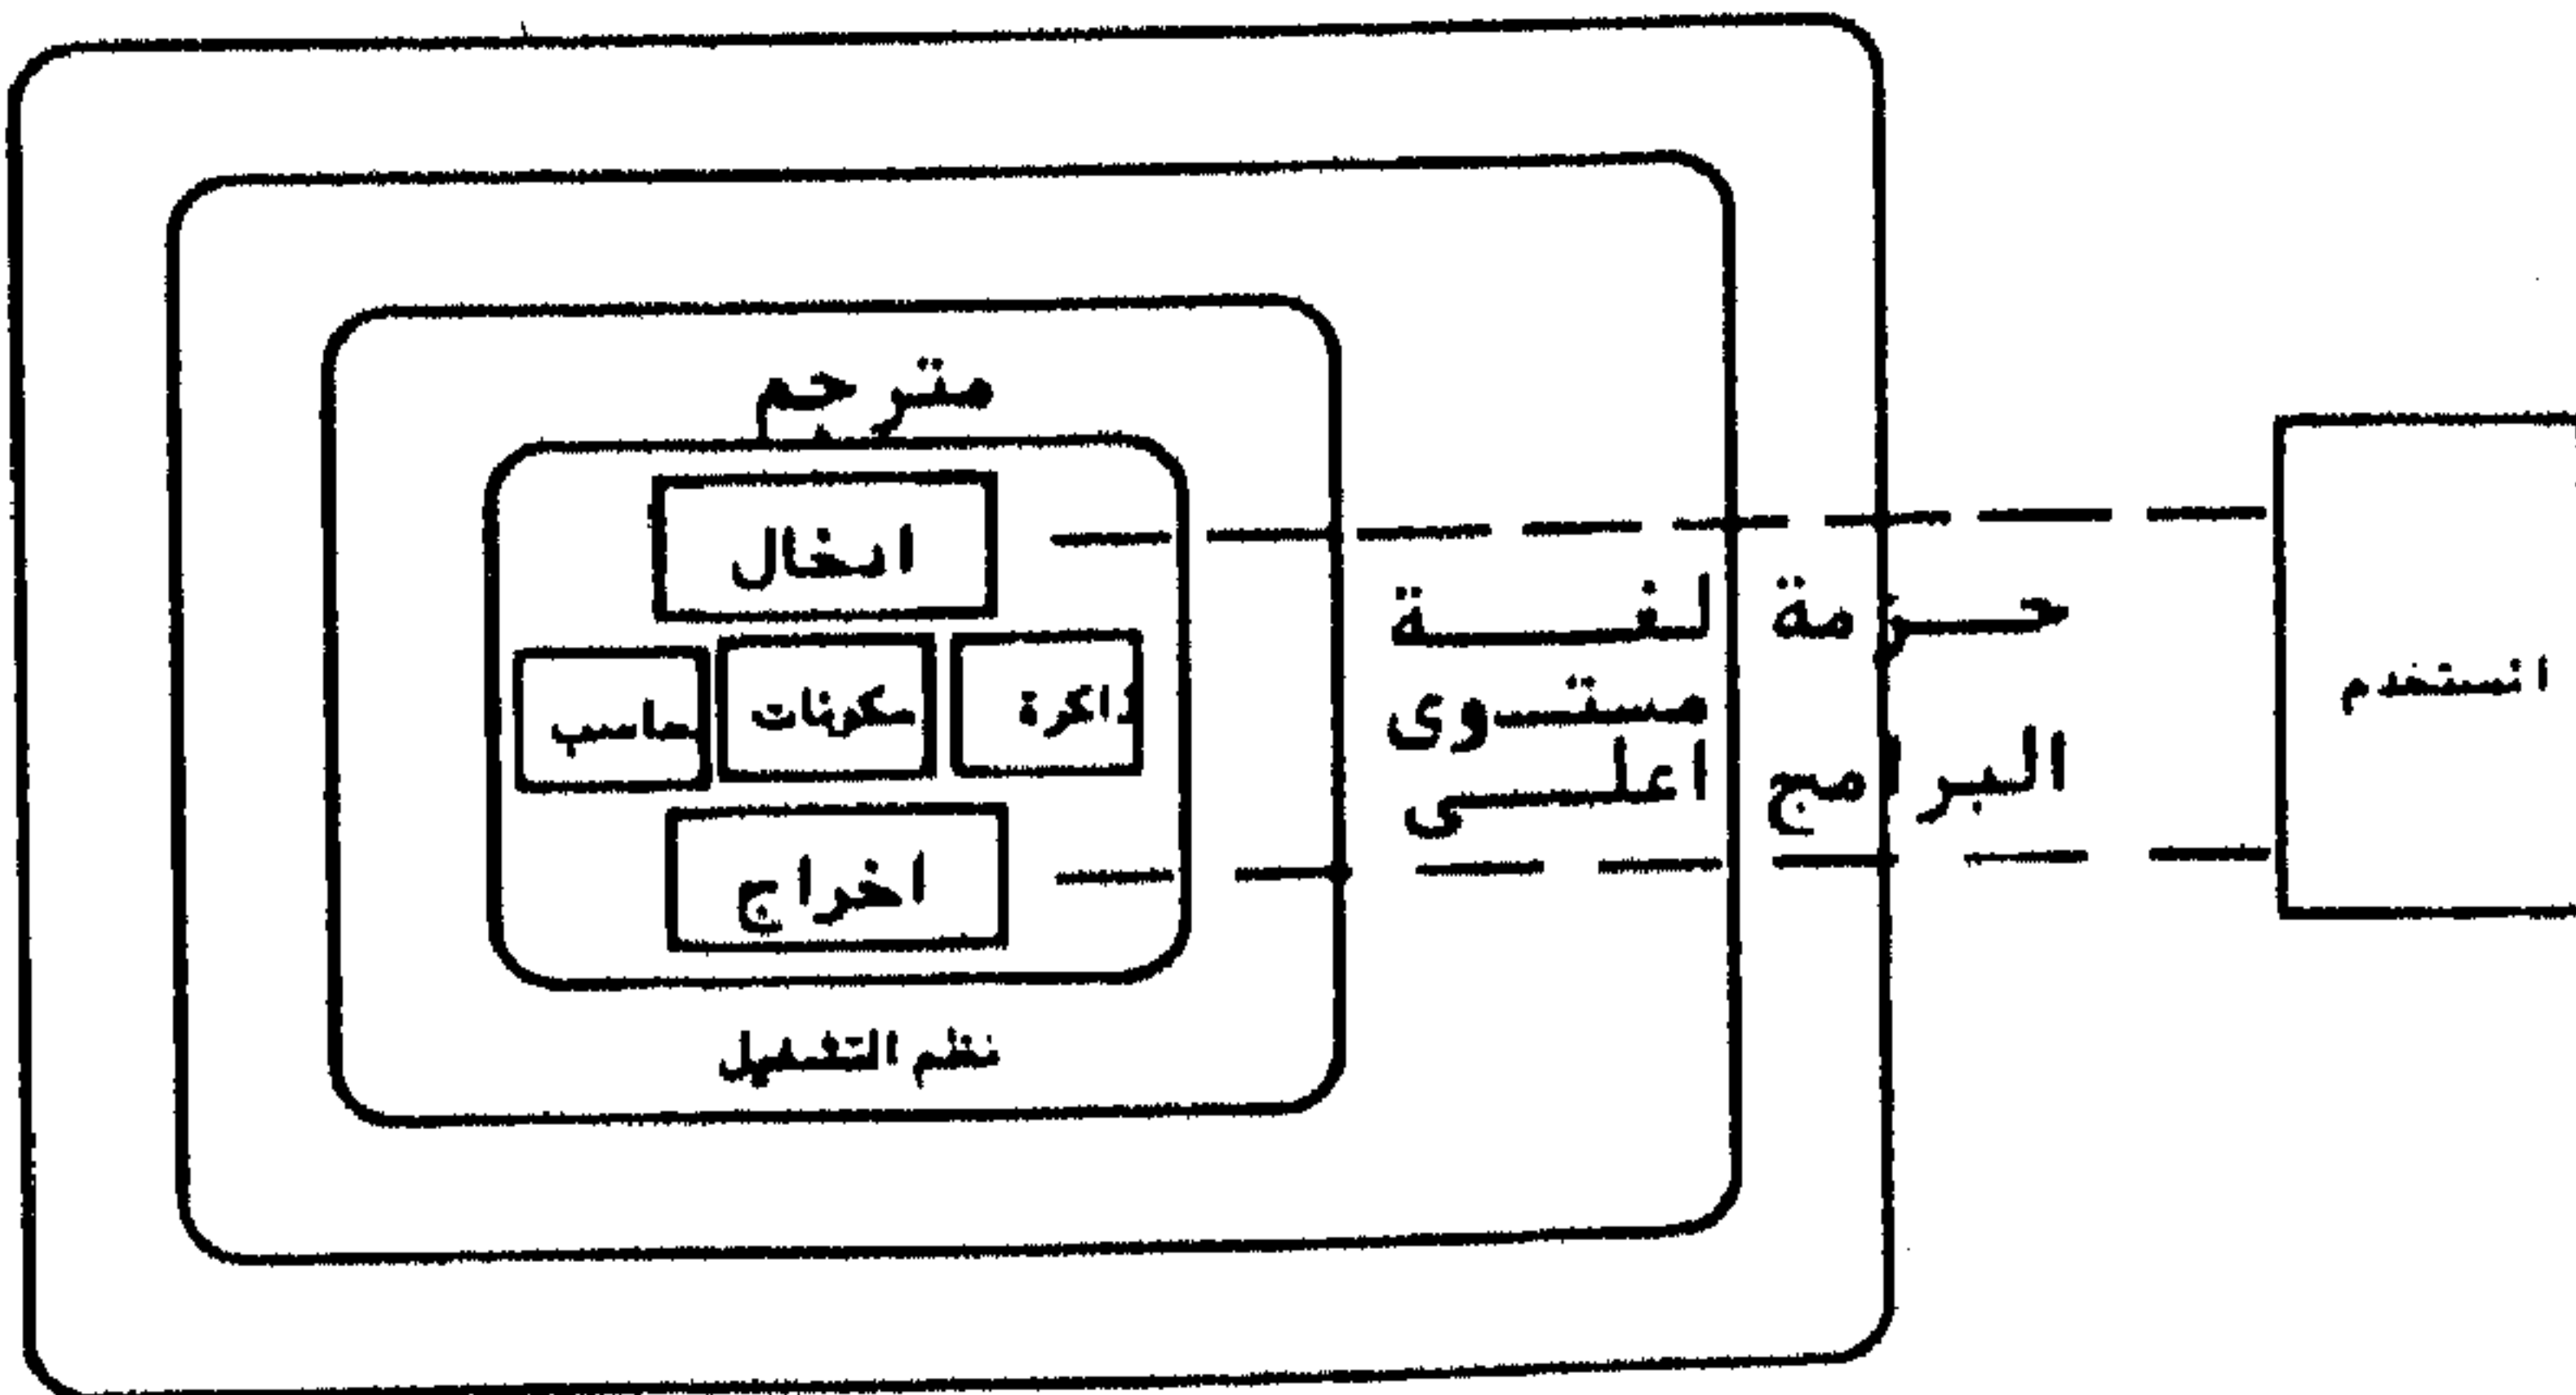 مترجم
ادخال
ذاكرة
مكونات
حاسب
اخراج
نظم التشغيل
حزمة لغة
مستوى
البرامج اعلى
المستخدم